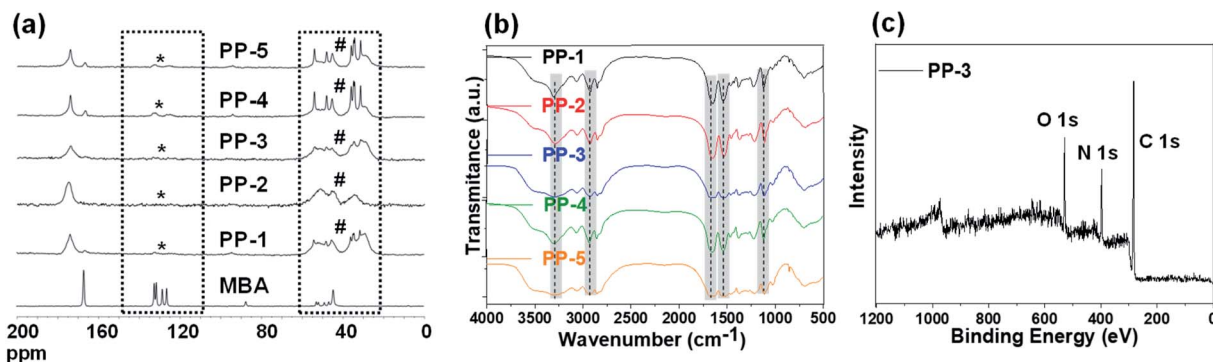 (a)
PP-5
*
#
PP-4
*
#
PP-3
*
#
PP-2
*
#
PP-1
*
#
MBA
200 160 120 80 40 0
ppm
(b)
Transmitance (a.u.)
PP-1
PP-2
PP-3
PP-4
PP-5
4000 3500 3000 2500 2000 1500 1000 500
Wavenumber (cm-1)
(c)
Intensity
PP-3
O 1s
N 1s
C 1s
1200 1000 800 600 400 200 0
Binding Energy (eV)